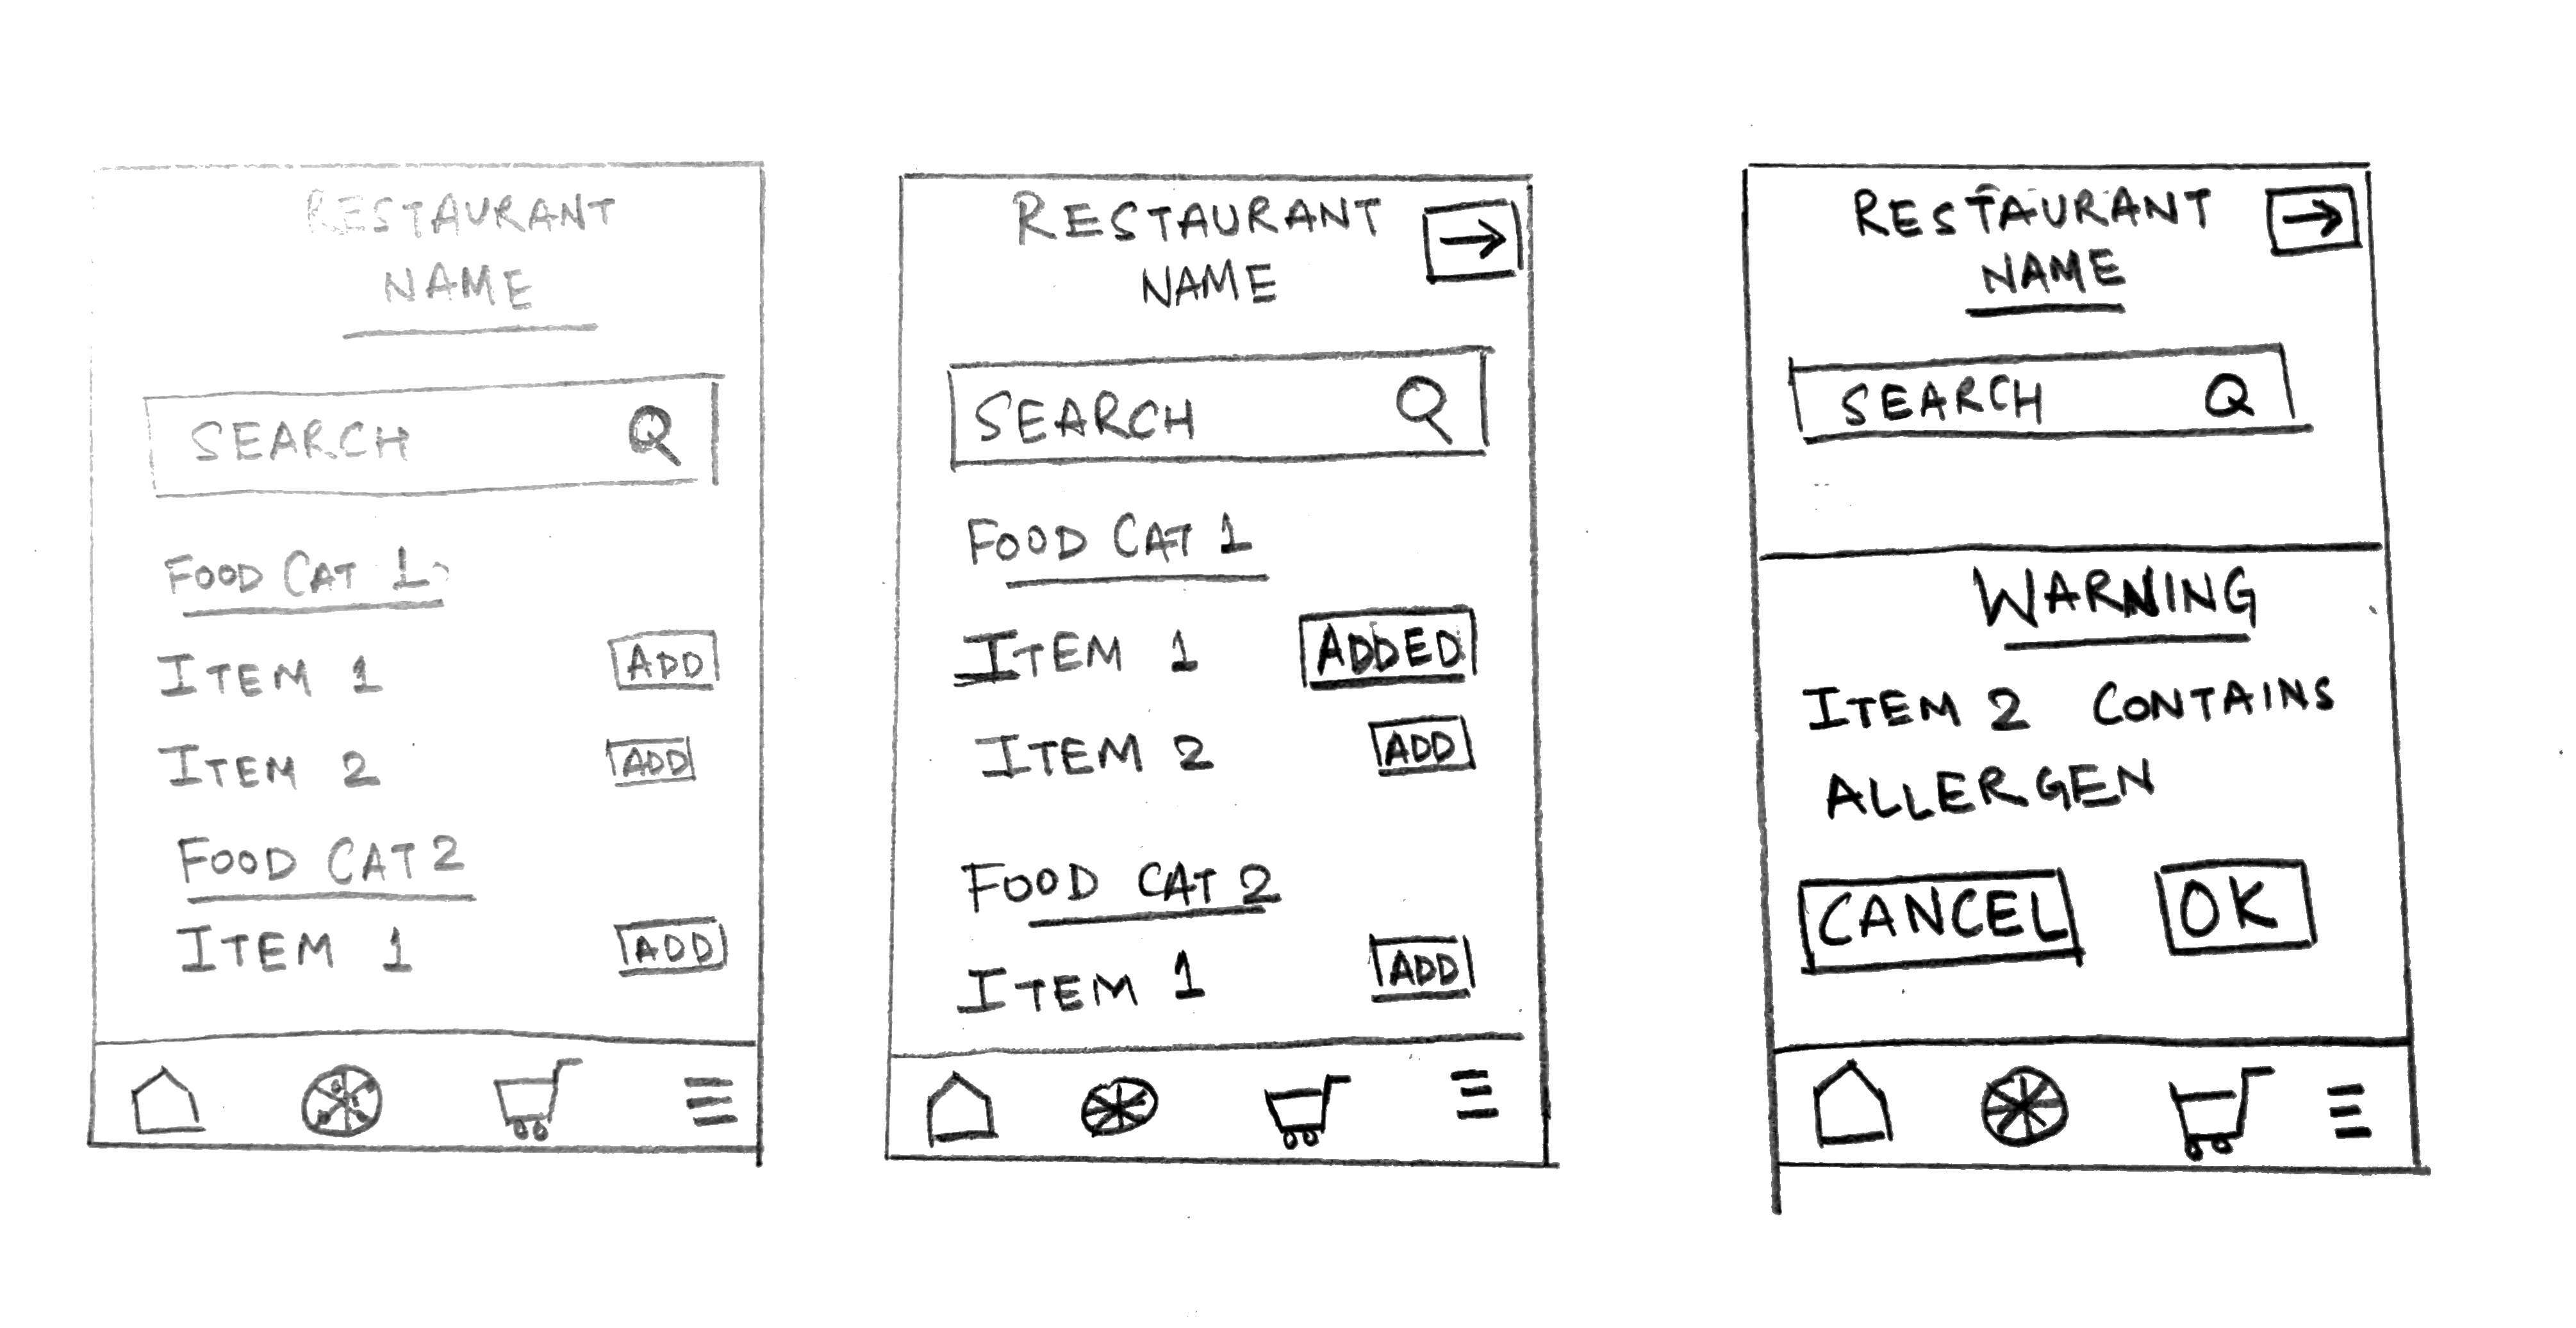 RESTAURANT
NAME
SEARCH
FOOD CAT 1
ITEM 1 ADD
ITEM 2 ADD
FOOD CAT 2
ITEM 1 ADD
RESTAURANT
NAME
SEARCH
FOOD CAT 1
ITEM 1 ADDED
ITEM 2 ADD
FOOD CAT 2
ITEM 1 ADD
RESTAURANT
NAME
SEARCH
WARNING
ITEM 2 CONTAINS
ALLERGEN
CANCEL OK